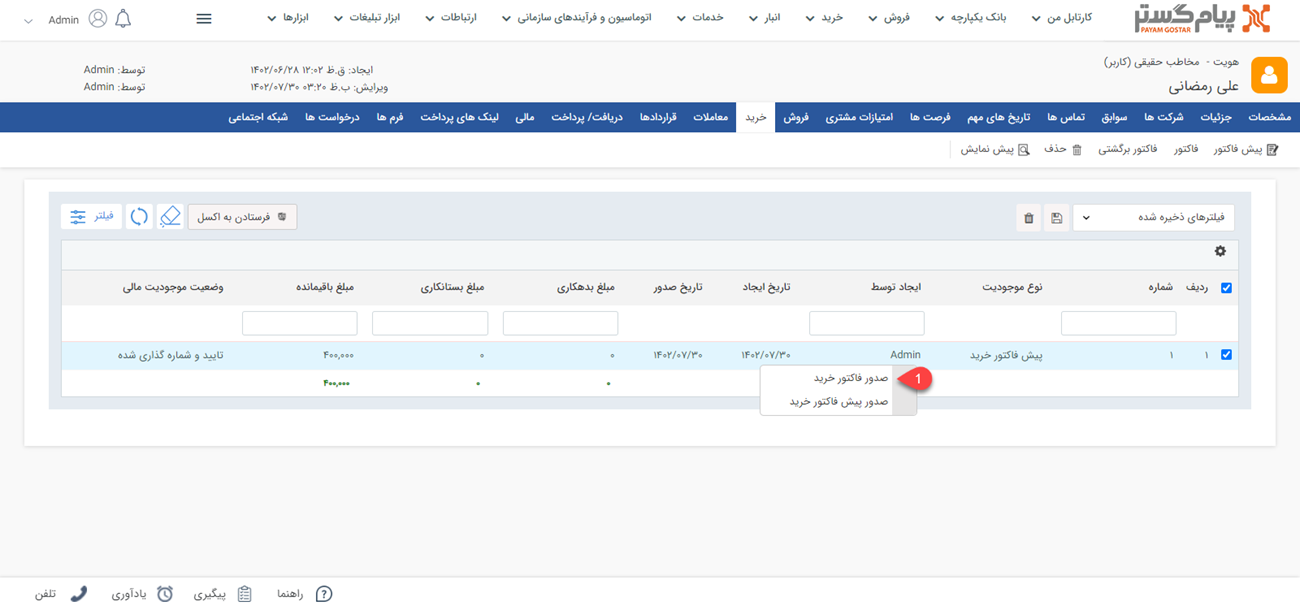 پیام گستر
PAYAM GOSTAR
کارتابل من
بانک یکپارچه
فروش
خرید
انبار
خدمات
اتوماسیون و فرآیندهای سازمانی
ارتباطات
ابزار تبلیغات
ابزارها
Admin
هویت - مخاطب حقیقی (کاربر)
علی رمضانی
ایجاد: ق.ظ ۱۲:۰۲ ۱۴۰۲/۰۶/۲۸
توسط: Admin
ویرایش: ب.ظ ۰۳:۲۰ ۱۴۰۲/۰۷/۳۰
توسط: Admin
مشخصات
جزئیات
شرکت ها
سوابق
تماس ها
تاریخ های مهم
فرصت ها
امتیازات مشتری
فروش
خرید
معاملات
قراردادها
دریافت/ پرداخت
مالی
لینک های پرداخت
فرم ها
درخواست ها
شبکه اجتماعی
پیش فاکتور
فاکتور
فاکتور برگشتی
حذف
پیش نمایش
فیلترهای ذخیره شده
فرستادن به اکسل
فیلتر
ردیف
شماره
نوع موجودیت
ایجاد توسط
تاریخ ایجاد
تاریخ صدور
مبلغ بدهکاری
مبلغ بستانکاری
مبلغ باقیمانده
وضعیت موجودیت مالی
۱
۱
پیش فاکتور خرید
Admin
۱۴۰۲/۰۷/۳۰
۱۴۰۲/۰۷/۳۰
۰
۰
۴۰۰,۰۰۰
تایید و شماره گذاری شده
۰
۰
۴۰۰,۰۰۰
صدور فاکتور خرید
1
صدور پیش فاکتور خرید
راهنما
پیگیری
یادآوری
تلفن